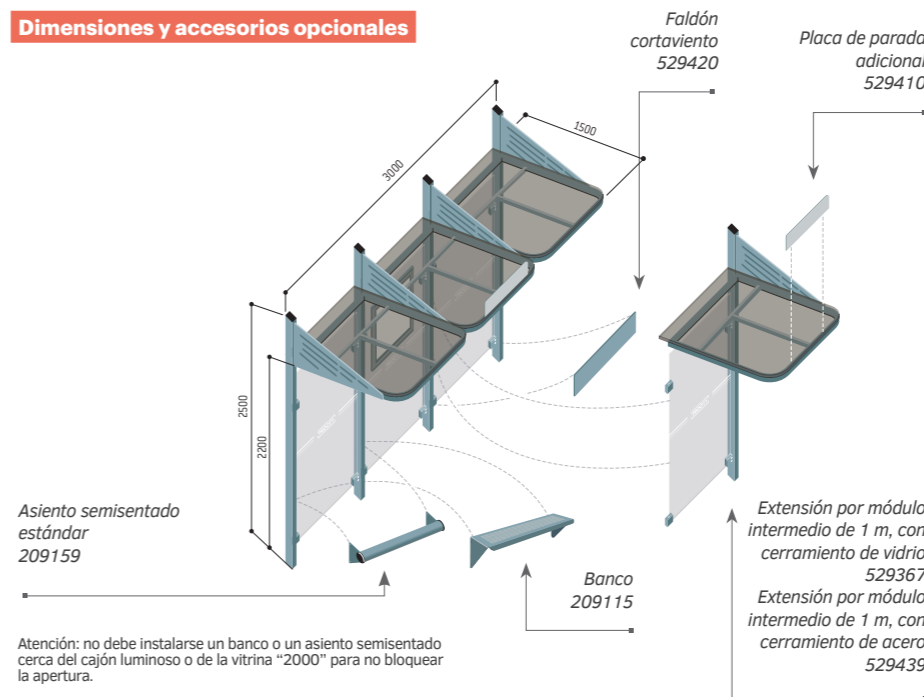 Dimensiones y accesorios opcionales
Faldón
cortaviento
529420
Placa de parada
adicional
529410
1500
3000
2500
2200
Asiento semisentado
estándar
209159
Banco
209115
Extensión por módulo
intermedio de 1 m, con
cerramiento de vidrio
529367
Extensión por módulo
intermedio de 1 m, con
cerramiento de acero
529439
Atención: no debe instalarse un banco o un asiento semisentado
cerca del cajón luminoso o de la vitrina “2000” para no bloquear
la apertura.